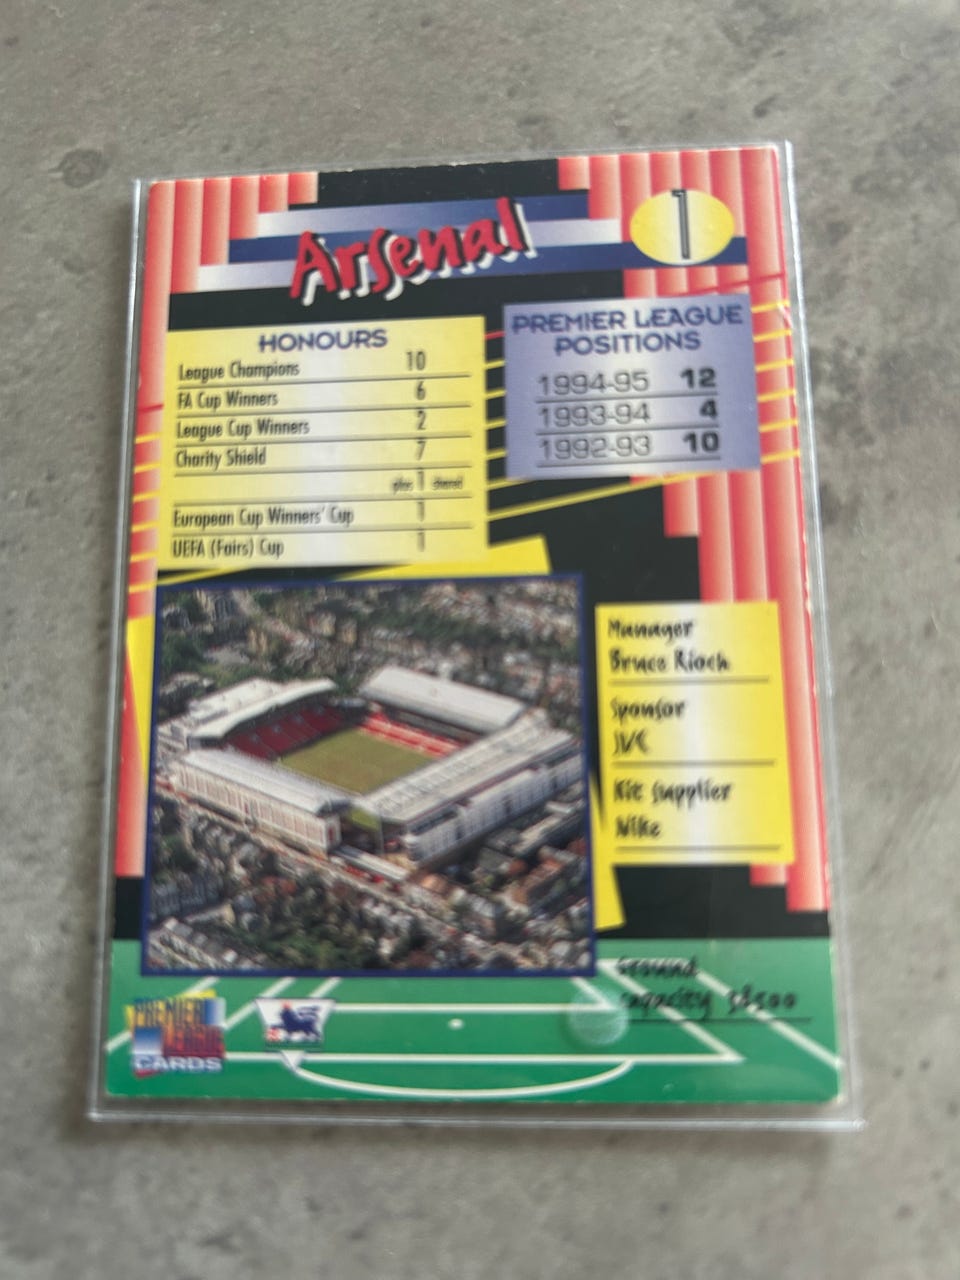 Arsenal
1
HONOURS
League Champions 10
FA Cup Winners 6
League Cup Winners 2
Charity Shield 7
plus 1 shared
European Cup Winners' Cup 1
UEFA (Fairs) Cup 1
PREMIER LEAGUE
POSITIONS
1994-95 12
1993-94 4
1992-93 10
Manager
Bruce Rioch
Sponsor
JVC
Kit supplier
Nike
Ground
capacity 38500
PREMIER
LEAGUE
CARDS